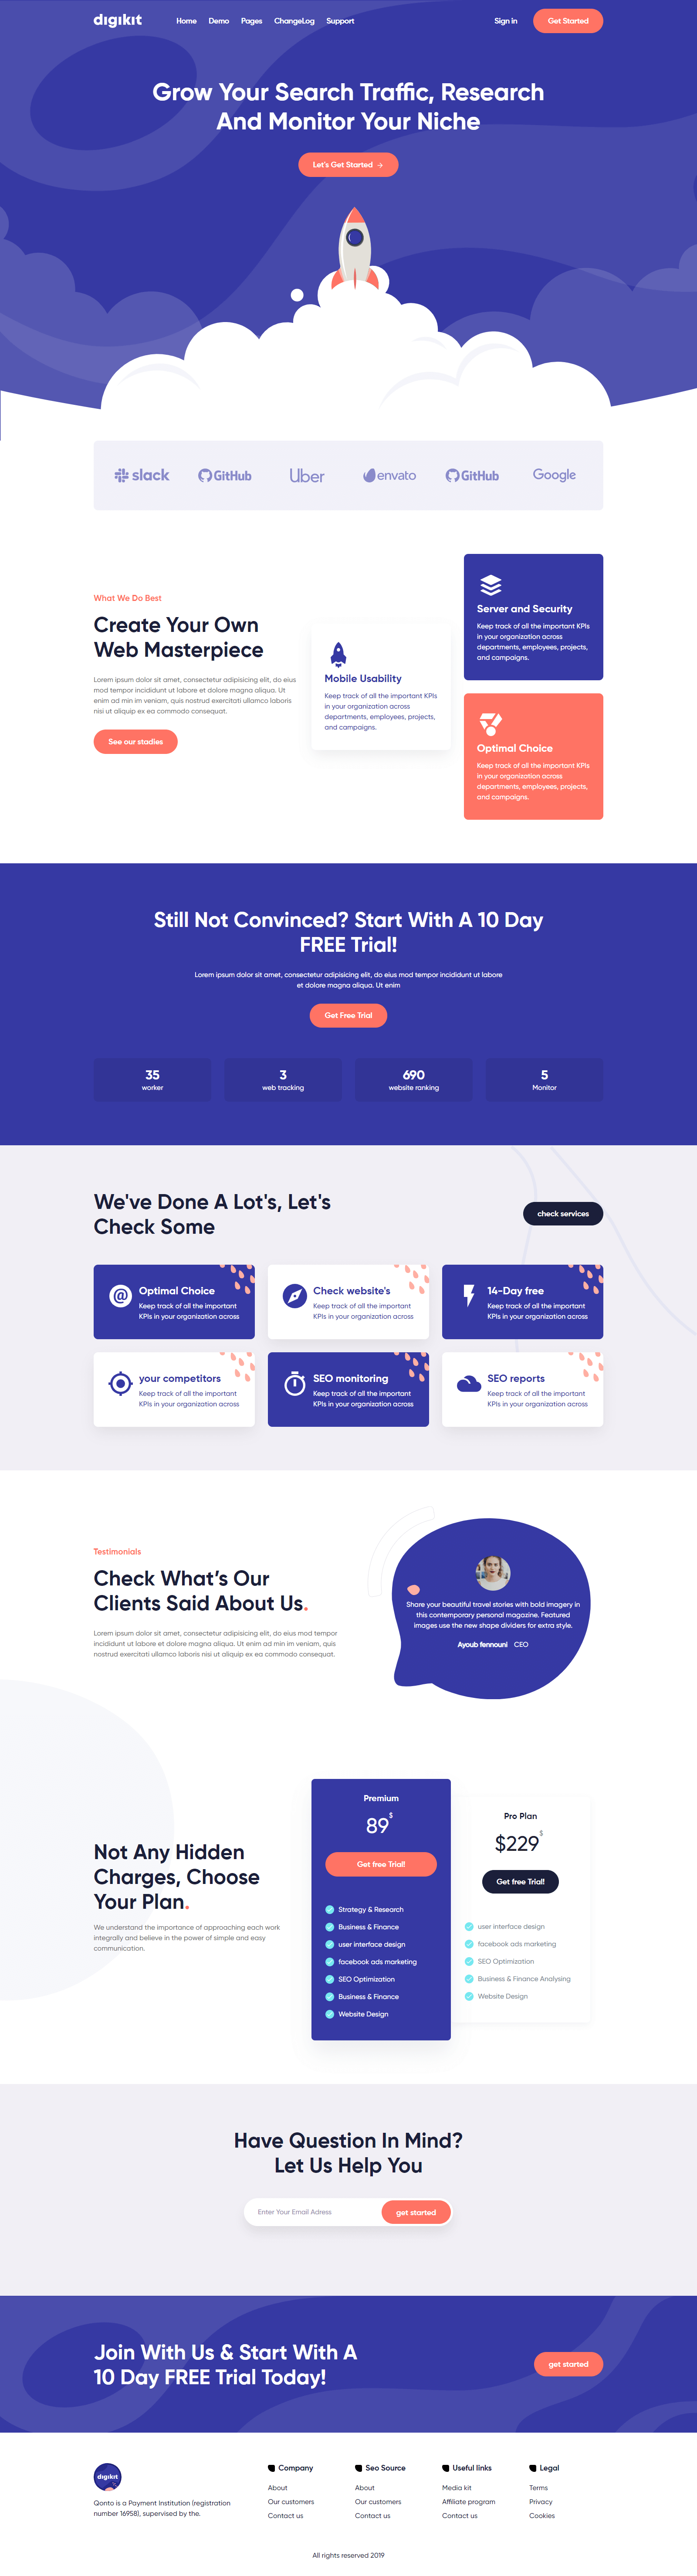 digikit
Home Demo Pages ChangeLog Support
Sign in
Get Started
Grow Your Search Traffic, Research
And Monitor Your Niche
Let's Get Started →
slack
GitHub
Uber
envato
GitHub
Google
What We Do Best
Create Your Own
Web Masterpiece
Lorem ipsum dolor sit amet, consectetur adipisicing elit, do eius
mod tempor incididunt ut labore et dolore magna aliqua. Ut
enim ad min im veniam, quis nostrud exercitati ullamco laboris
nisi ut aliquip ex ea commodo consequat.
See our stadies
Mobile Usability
Keep track of all the important KPIs
in your organization across
departments, employees, projects,
and campaigns.
Server and Security
Keep track of all the important KPIs
in your organization across
departments, employees, projects,
and campaigns.
Optimal Choice
Keep track of all the important KPIs
in your organization across
departments, employees, projects,
and campaigns.
Still Not Convinced? Start With A 10 Day
FREE Trial!
Lorem ipsum dolor sit amet, consectetur adipisicing elit, do eius mod tempor incididunt ut labore
et dolore magna aliqua. Ut enim
Get Free Trial
35
worker
3
web tracking
690
website ranking
5
Monitor
We've Done A Lot's, Let's
Check Some
check services
Optimal Choice
Keep track of all the important
KPIs in your organization across
Check website's
Keep track of all the important
KPIs in your organization across
14-Day free
Keep track of all the important
KPIs in your organization across
your competitors
Keep track of all the important
KPIs in your organization across
SEO monitoring
Keep track of all the important
KPIs in your organization across
SEO reports
Keep track of all the important
KPIs in your organization across
Testimonials
Check What's Our
Clients Said About Us.
Lorem ipsum dolor sit amet, consectetur adipisicing elit, do eius mod tempor
incididunt ut labore et dolore magna aliqua. Ut enim ad min im veniam, quis
nostrud exercitati ullamco laboris nisi ut aliquip ex ea commodo consequat.
Share your beautiful travel stories with bold imagery in
this contemporary personal magazine. Featured
images use the new shape dividers for extra style.
Ayoub fennouni CEO
Not Any Hidden
Charges, Choose
Your Plan.
We understand the importance of approaching each work
integrally and believe in the power of simple and easy
communication.
Premium
89$
Get free Trial!
Strategy & Research
Business & Finance
user interface design
facebook ads marketing
SEO Optimization
Business & Finance
Website Design
Pro Plan
$229$
Get free Trial!
user interface design
facebook ads marketing
SEO Optimization
Business & Finance Analysing
Website Design
Have Question In Mind?
Let Us Help You
Enter Your Email Adress
get started
Join With Us & Start With A
10 Day FREE Trial Today!
get started
digikit
Qonto is a Payment Institution (registration
number 16958), supervised by the.
Company
About
Our customers
Contact us
Seo Source
About
Our customers
Contact us
Useful links
Media kit
Affiliate program
Contact us
Legal
Terms
Privacy
Cookies
All rights reserved 2019